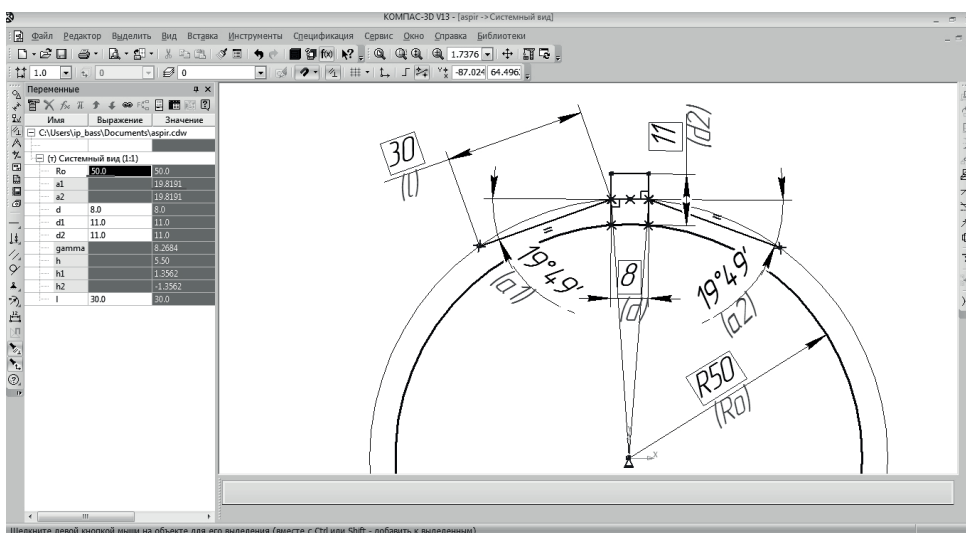 КОМПАС-3D V13 - [aspir ->Системный вид]
Файл Редактор Выделить Вид Вставка Инструменты Спецификация Сервис Окно Справка Библиотеки
1.7376
1.0 0 0 -87.024 64.496
Переменные
Имя Выражение Значение
C:\Users\ip_bass\Documents\aspir.cdw
(т) Системный вид (1:1)
Ro 50.0 50.0
a1 19.8191
a2 19.8191
d 8.0 8.0
d1 11.0 11.0
d2 11.0 11.0
gamma 8.2684
h 5.50
h1 1.3562
h2 -1.3562
l 30.0 30.0
30
(l)
11
(d2)
19°49'
(a1)
8
(d)
19°49'
(a2)
R50
(Ro)
X
Щелкните левой кнопкой мыши на объекте для его выделения (вместе с Ctrl или Shift - добавить к выделенным)